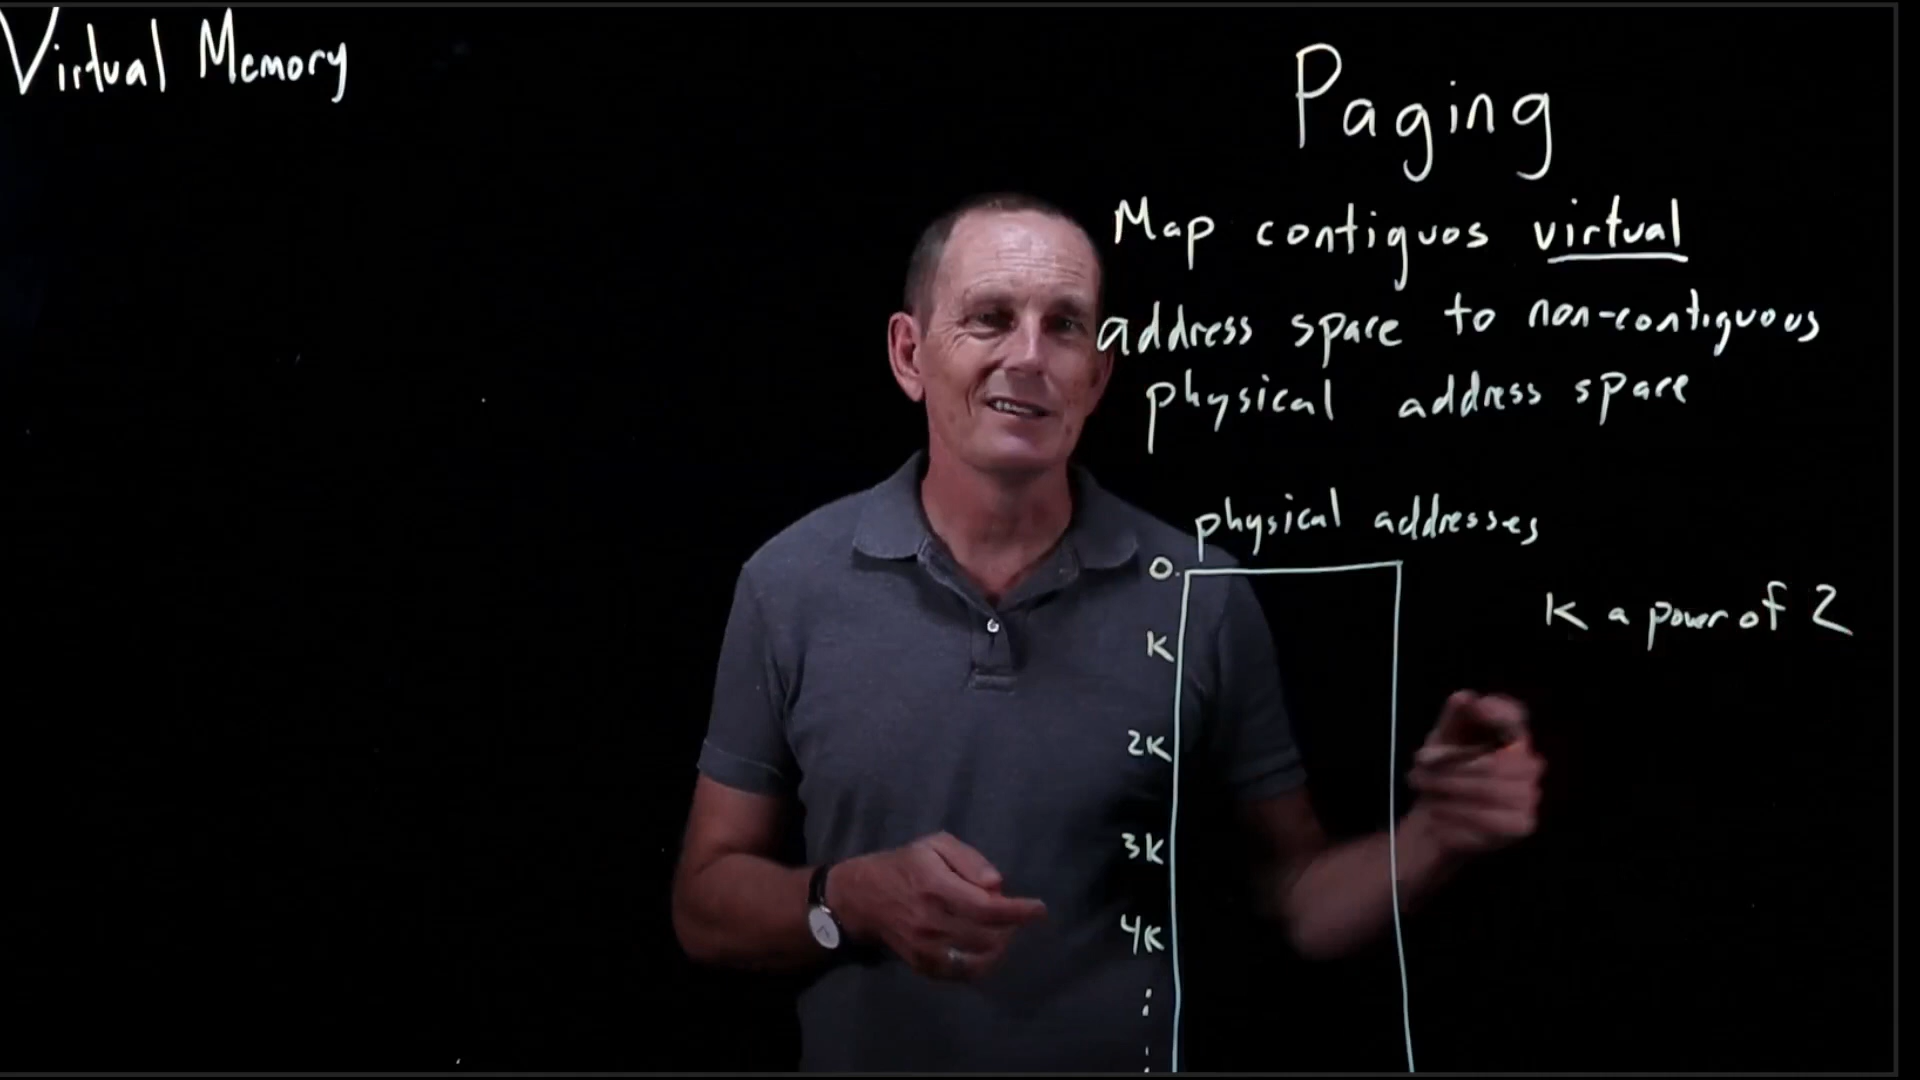 Virtual Memory
Paging
Map contiguos virtual
address space to non-contiguous
physical address space
physical addresses
0
K
K a power of 2
2K
3K
4K